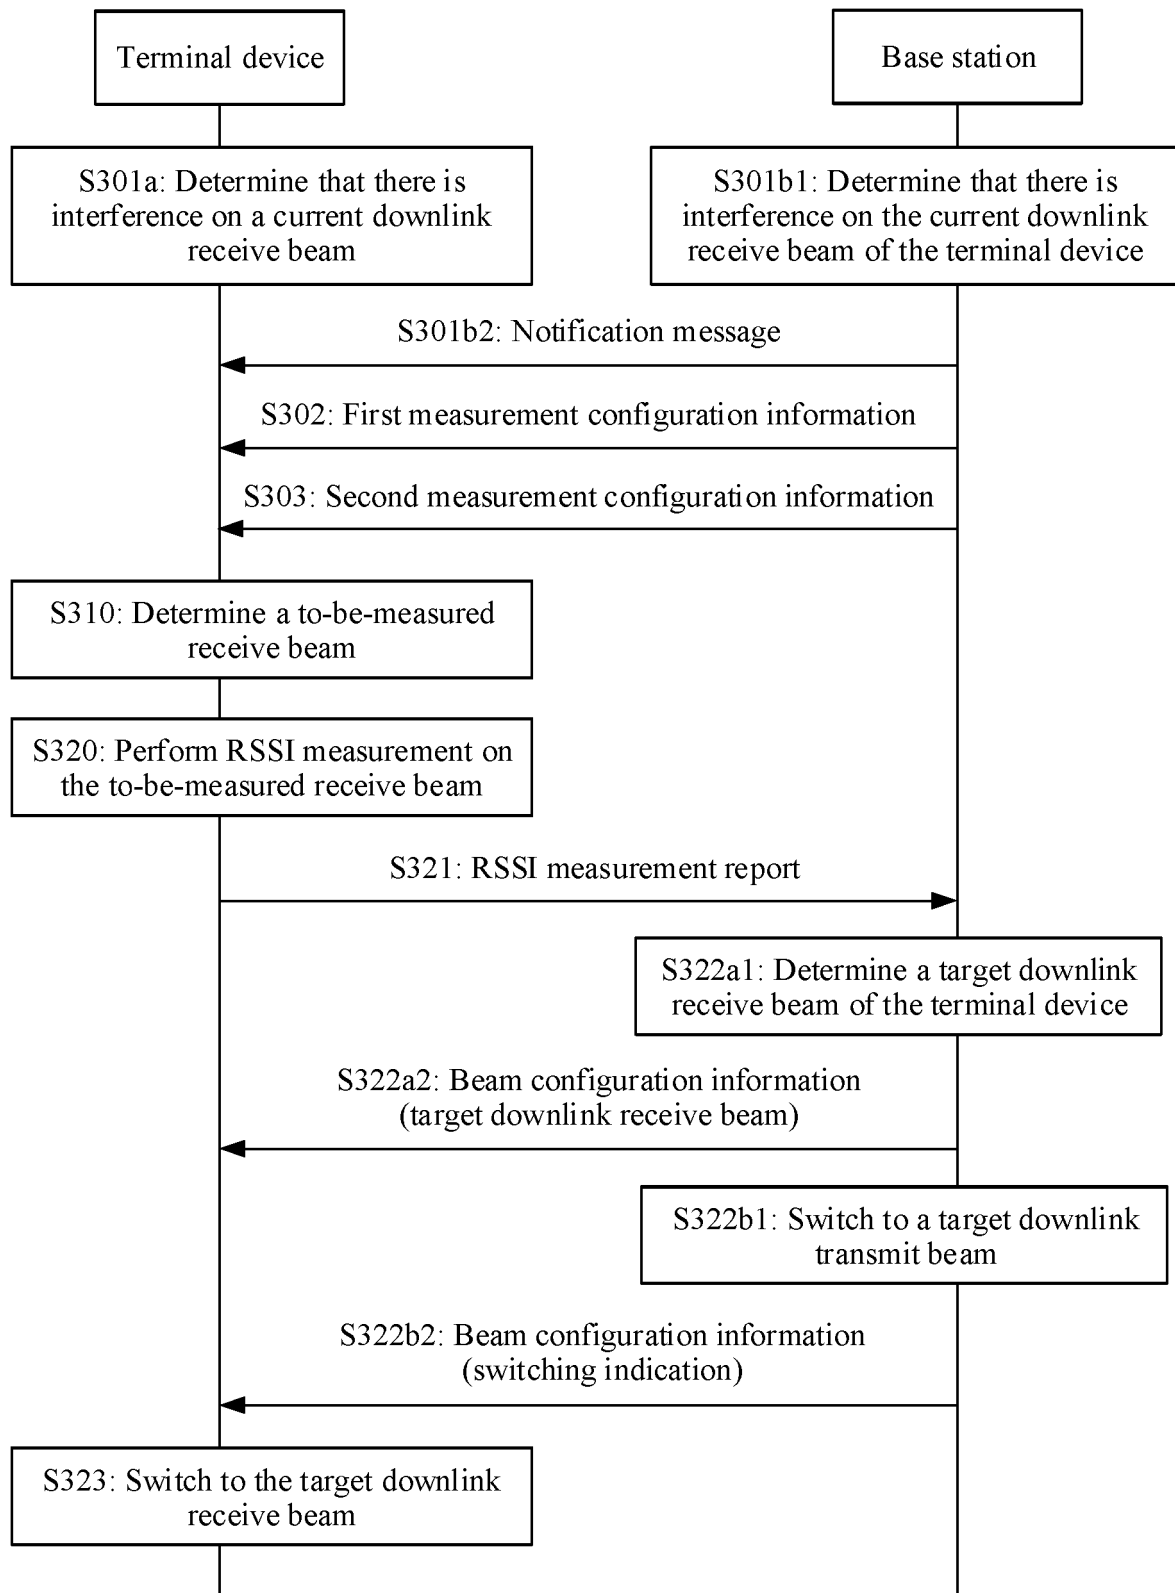 Terminal device
Base station
S301a: Determine that there is
interference on a current downlink
receive beam
S301b1: Determine that there is
interference on the current downlink
receive beam of the terminal device
S301b2: Notification message
S302: First measurement configuration information
S303: Second measurement configuration information
S310: Determine a to-be-measured
receive beam
S320: Perform RSSI measurement on
the to-be-measured receive beam
S321: RSSI measurement report
S322a1: Determine a target downlink
receive beam of the terminal device
S322a2: Beam configuration information
(target downlink receive beam)
S322b1: Switch to a target downlink
transmit beam
S322b2: Beam configuration information
(switching indication)
S323: Switch to the target downlink
receive beam